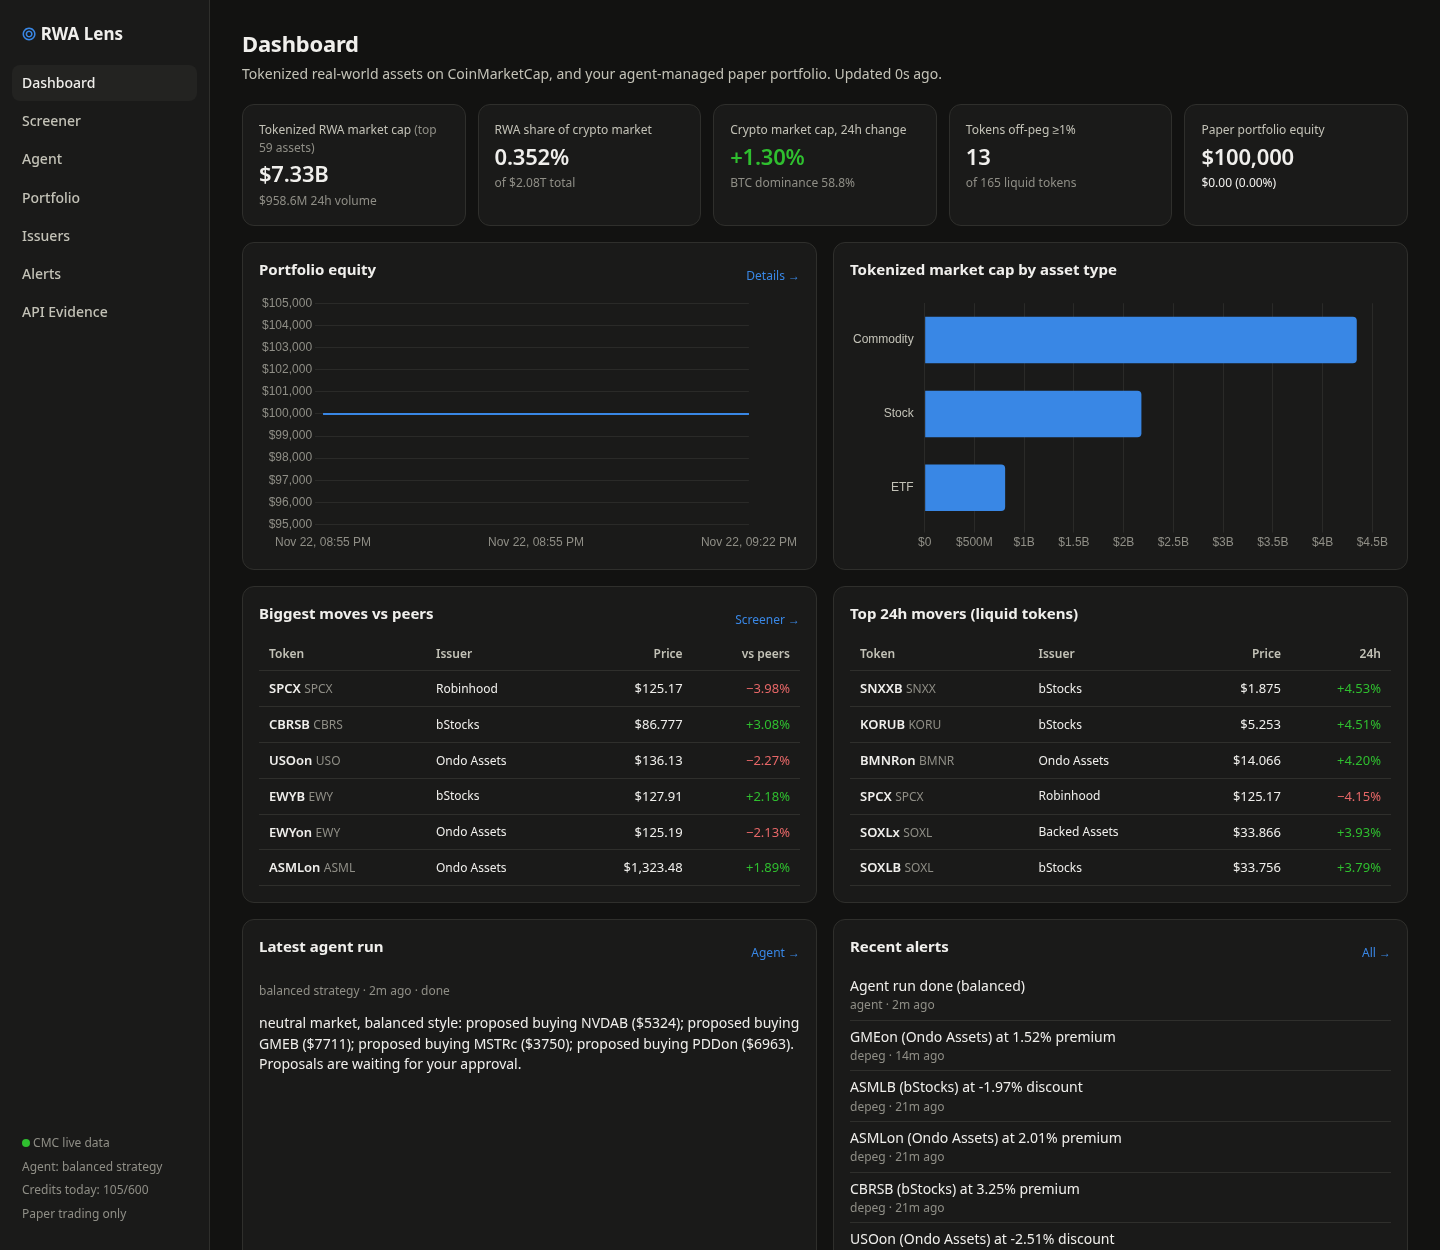 RWA Lens
Dashboard
Screener
Agent
Portfolio
Issuers
Alerts
API Evidence
CMC live data
Agent: balanced strategy
Credits today: 105/600
Paper trading only
Dashboard
Tokenized real-world assets on CoinMarketCap, and your agent-managed paper portfolio. Updated 0s ago.
Tokenized RWA market cap (top
59 assets)
$7.33B
$958.6M 24h volume
RWA share of crypto market
0.352%
of $2.08T total
Crypto market cap, 24h change
+1.30%
BTC dominance 58.8%
Tokens off-peg ≥1%
13
of 165 liquid tokens
Paper portfolio equity
$100,000
$0.00 (0.00%)
Portfolio equity
Details →
$105,000
$104,000
$103,000
$102,000
$101,000
$100,000
$99,000
$98,000
$97,000
$96,000
$95,000
Nov 22, 08:55 PM Nov 22, 08:55 PM Nov 22, 09:22 PM
Tokenized market cap by asset type
Commodity
Stock
ETF
$0 $500M $1B $1.5B $2B $2.5B $3B $3.5B $4B $4.5B
Biggest moves vs peers
Screener →
Token Issuer Price vs peers
SPCX SPCX Robinhood $125.17 −3.98%
CBRSB CBRS bStocks $86.777 +3.08%
USOon USO Ondo Assets $136.13 −2.27%
EWYB EWY bStocks $127.91 +2.18%
EWYon EWY Ondo Assets $125.19 −2.13%
ASMLon ASML Ondo Assets $1,323.48 +1.89%
Top 24h movers (liquid tokens)
Token Issuer Price 24h
SNXXB SNXX bStocks $1.875 +4.53%
KORUB KORU bStocks $5.253 +4.51%
BMNRon BMNR Ondo Assets $14.066 +4.20%
SPCX SPCX Robinhood $125.17 −4.15%
SOXLx SOXL Backed Assets $33.866 +3.93%
SOXLB SOXL bStocks $33.756 +3.79%
Latest agent run
Agent →
balanced strategy · 2m ago · done
neutral market, balanced style: proposed buying NVDAB ($5324); proposed buying
GMEB ($7711); proposed buying MSTRc ($3750); proposed buying PDDon ($6963).
Proposals are waiting for your approval.
Recent alerts
All →
Agent run done (balanced)
agent · 2m ago
GMEon (Ondo Assets) at 1.52% premium
depeg · 14m ago
ASMLB (bStocks) at -1.97% discount
depeg · 21m ago
ASMLon (Ondo Assets) at 2.01% premium
depeg · 21m ago
CBRSB (bStocks) at 3.25% premium
depeg · 21m ago
USOon (Ondo Assets) at -2.51% discount